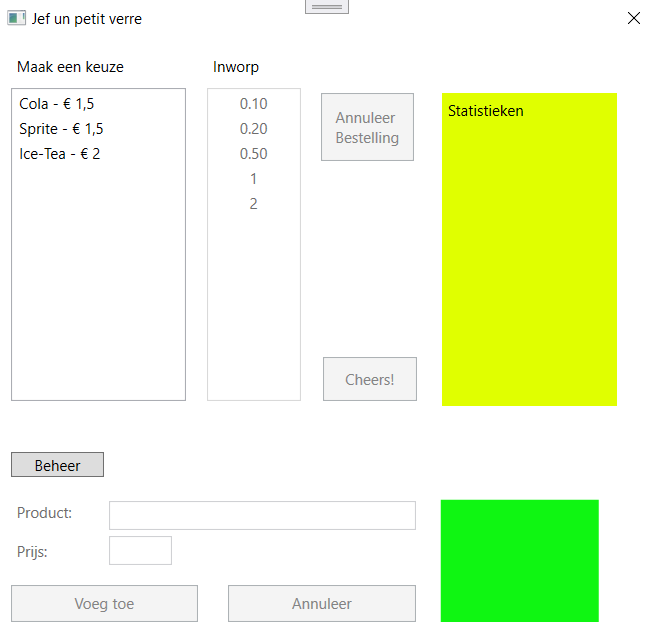 Jef un petit verre
Maak een keuze
Inworp
Cola - € 1,5
Sprite - € 1,5
Ice-Tea - € 2
0.10
0.20
0.50
1
2
Annuleer
Bestelling
Cheers!
Statistieken
Beheer
Product:
Prijs:
Voeg toe
Annuleer